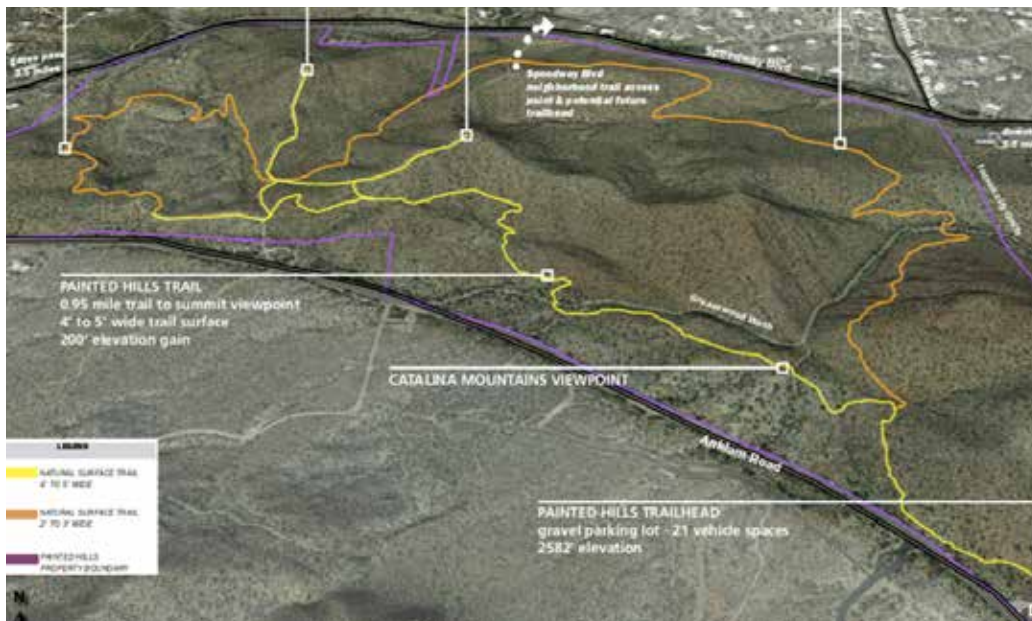 Speedway Blvd
Speedway Blvd
neighborhood trail access
point & potential future
trailhead
PAINTED HILLS TRAIL
0.95 mile trail to summit viewpoint
4' to 5' wide trail surface
200' elevation gain
Greenwood Wash
CATALINA MOUNTAINS VIEWPOINT
Anklam Road
LEGEND
NATURAL SURFACE TRAIL
4' TO 5' WIDE
NATURAL SURFACE TRAIL
2' TO 3' WIDE
PAINTED HILLS
PROPERTY BOUNDARY
PAINTED HILLS TRAILHEAD
gravel parking lot - 21 vehicle spaces
2582' elevation
N